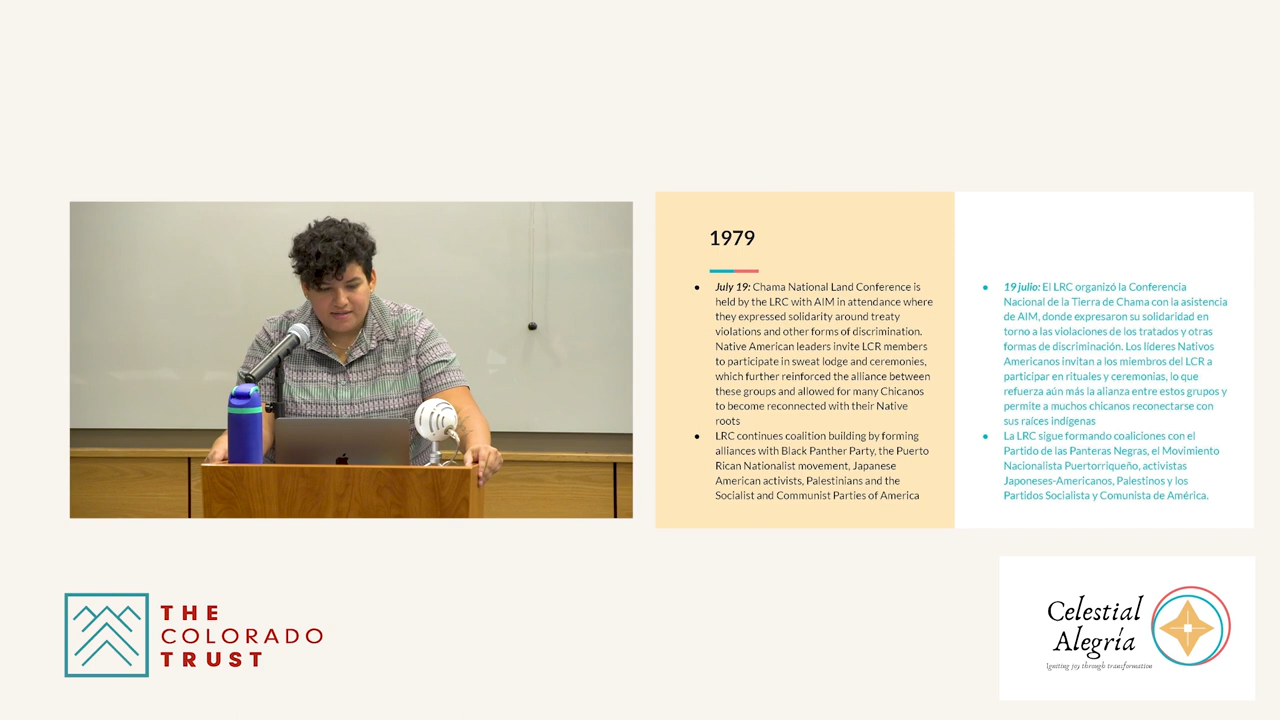 1979
● July 19: Chama National Land Conference is
held by the LRC with AIM in attendance where
they expressed solidarity around treaty
violations and other forms of discrimination.
Native American leaders invite LCR members
to participate in sweat lodge and ceremonies,
which further reinforced the alliance between
these groups and allowed for many Chicanos
to become reconnected with their Native
roots
● LRC continues coalition building by forming
alliances with Black Panther Party, the Puerto
Rican Nationalist movement, Japanese
American activists, Palestinians and the
Socialist and Communist Parties of America
● 19 julio: El LRC organizó la Conferencia
Nacional de la Tierra de Chama con la asistencia
de AIM, donde expresaron su solidaridad en
torno a las violaciones de los tratados y otras
formas de discriminación. Los líderes Nativos
Americanos invitan a los miembros del LCR a
participar en rituales y ceremonias, lo que
refuerza aún más la alianza entre estos grupos y
permite a muchos chicanos reconectarse con
sus raíces indígenas
● La LRC sigue formando coaliciones con el
Partido de las Panteras Negras, el Movimiento
Nacionalista Puertorriqueño, activistas
Japoneses-Americanos, Palestinos y los
Partidos Socialista y Comunista de América.
THE
COLORADO
TRUST
Celestial
Alegría
Igniting joy through transformation